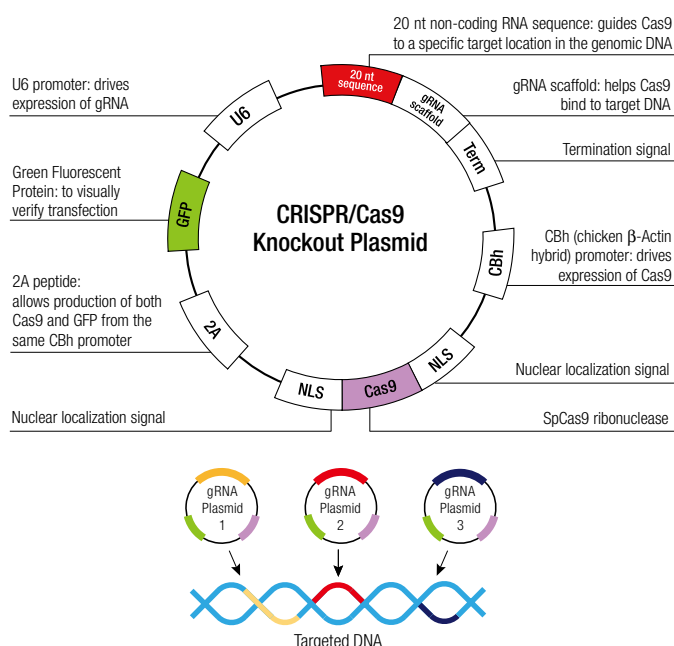 20 nt non-coding RNA sequence: guides Cas9
to a specific target location in the genomic DNA
U6 promoter: drives
expression of gRNA
20 nt
sequence
gRNA
scaffold
gRNA scaffold: helps Cas9
bind to target DNA
U6
Term
Termination signal
Green Fluorescent
Protein: to visually
verify transfection
GFP
CRISPR/Cas9
Knockout Plasmid
CBh
CBh (chicken β-Actin
hybrid) promoter: drives
expression of Cas9
2A peptide:
allows production of both
Cas9 and GFP from the
same CBh promoter
2A
NLS
Cas9
NLS
Nuclear localization signal
Nuclear localization signal
SpCas9 ribonuclease
gRNA
Plasmid
1
gRNA
Plasmid
2
gRNA
Plasmid
3
Targeted DNA